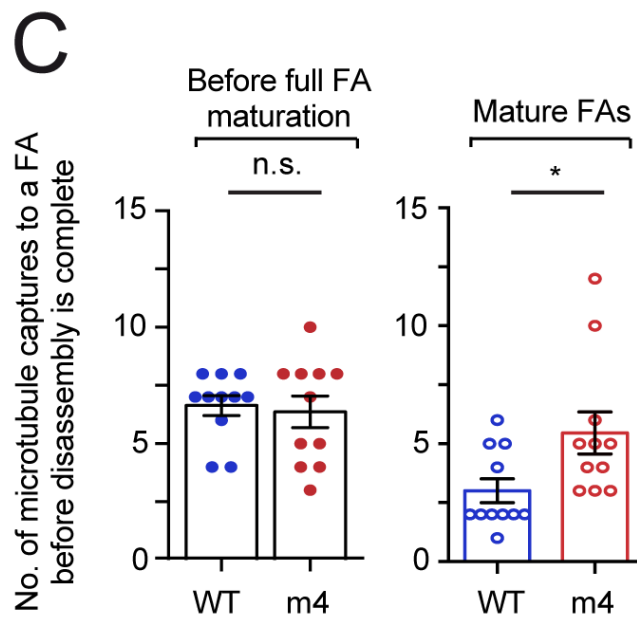 C
No. of microtubule captures to a FA
before disassembly is complete
Before full FA
maturation
n.s.
15
10
5
0
WT m4
Mature FAs
*
15
10
5
0
WT m4